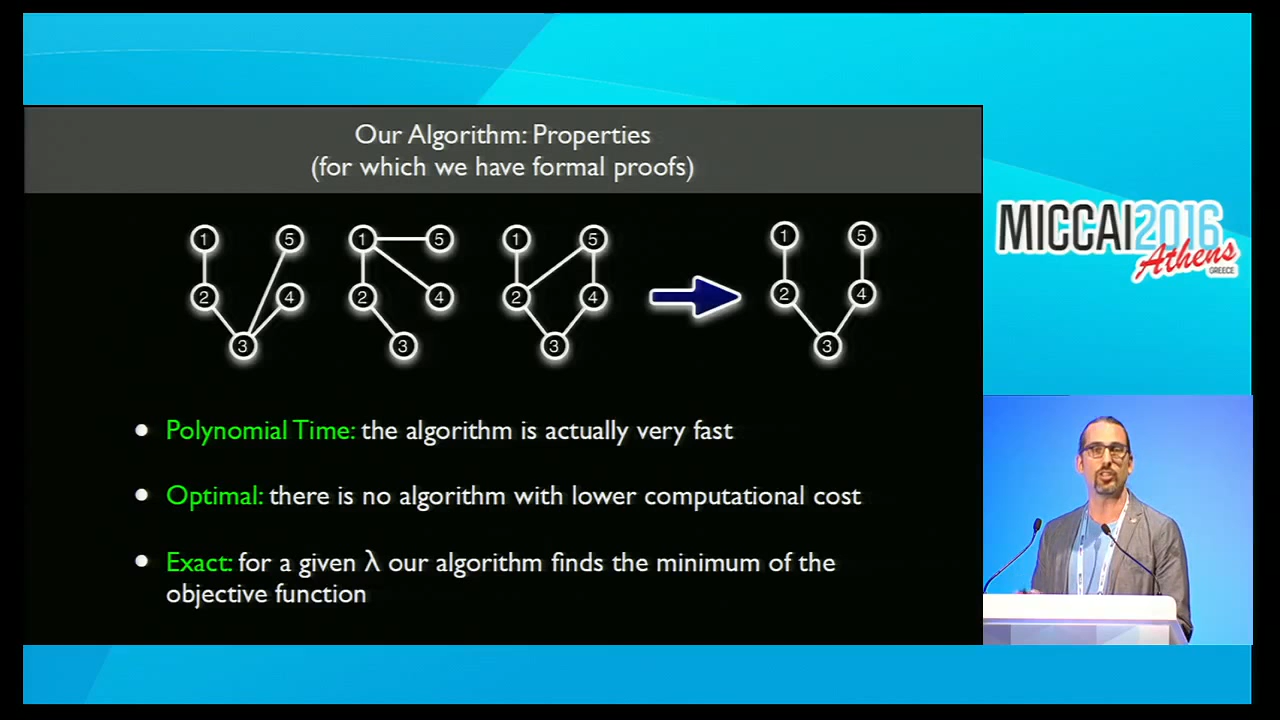 Our Algorithm: Properties
(for which we have formal proofs)
1 5 1 5 1 5 1 5
2 4 2 4 2 4 2 4
3 3 3 3
• Polynomial Time: the algorithm is actually very fast
• Optimal: there is no algorithm with lower computational cost
• Exact: for a given λ our algorithm finds the minimum of the
objective function
MICCAI2016
Athens
GREECE